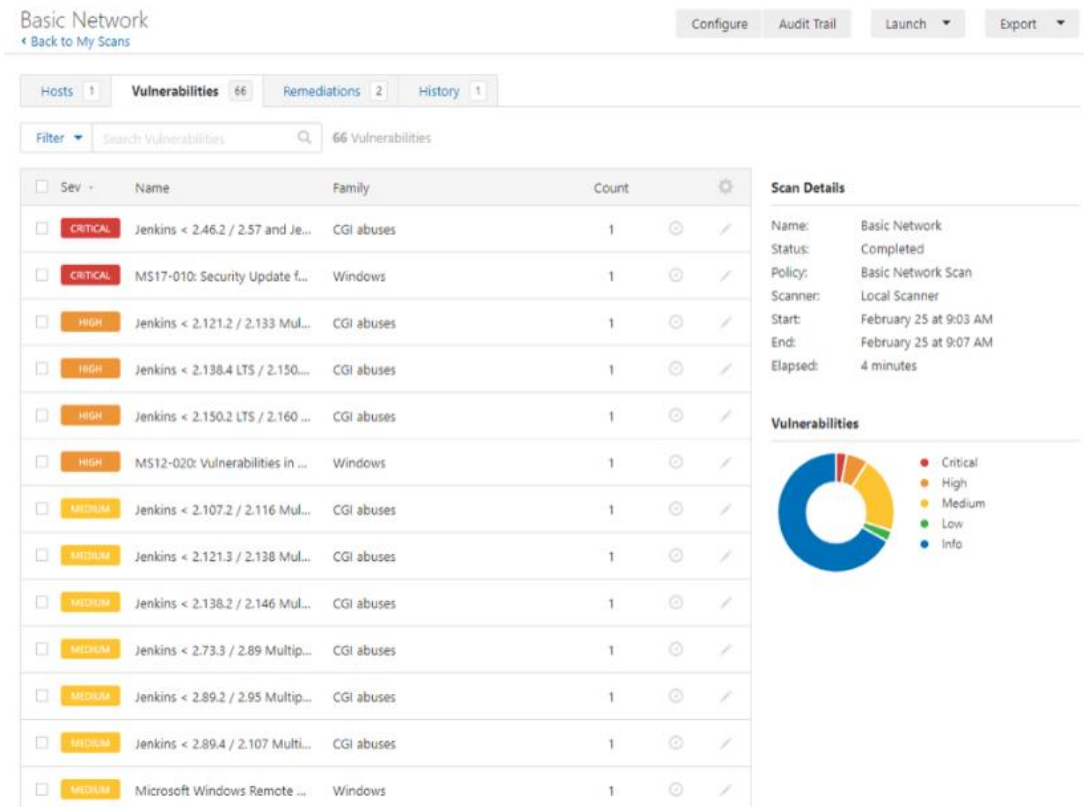 Basic Network
Back to My Scans
Configure Audit Trail Launch Export
Hosts 1 Vulnerabilities 66 Remediations 2 History 1
Filter Search Vulnerabilities 66 Vulnerabilities
Sev Name Family Count
CRITICAL Jenkins < 2.46.2 / 2.57 and Je... CGI abuses 1
CRITICAL MS17-010: Security Update f... Windows 1
HIGH Jenkins < 2.121.2 / 2.133 Mul... CGI abuses 1
HIGH Jenkins < 2.138.4 LTS / 2.150.... CGI abuses 1
HIGH Jenkins < 2.150.2 LTS / 2.160 ... CGI abuses 1
HIGH MS12-020: Vulnerabilities in ... Windows 1
MEDIUM Jenkins < 2.107.2 / 2.116 Mul... CGI abuses 1
MEDIUM Jenkins < 2.121.3 / 2.138 Mul... CGI abuses 1
MEDIUM Jenkins < 2.138.2 / 2.146 Mul... CGI abuses 1
MEDIUM Jenkins < 2.73.3 / 2.89 Multip... CGI abuses 1
MEDIUM Jenkins < 2.89.2 / 2.95 Multip... CGI abuses 1
MEDIUM Jenkins < 2.89.4 / 2.107 Multi... CGI abuses 1
MEDIUM Microsoft Windows Remote ... Windows 1
Scan Details
Name: Basic Network
Status: Completed
Policy: Basic Network Scan
Scanner: Local Scanner
Start: February 25 at 9:03 AM
End: February 25 at 9:07 AM
Elapsed: 4 minutes
Vulnerabilities
Critical
High
Medium
Low
Info